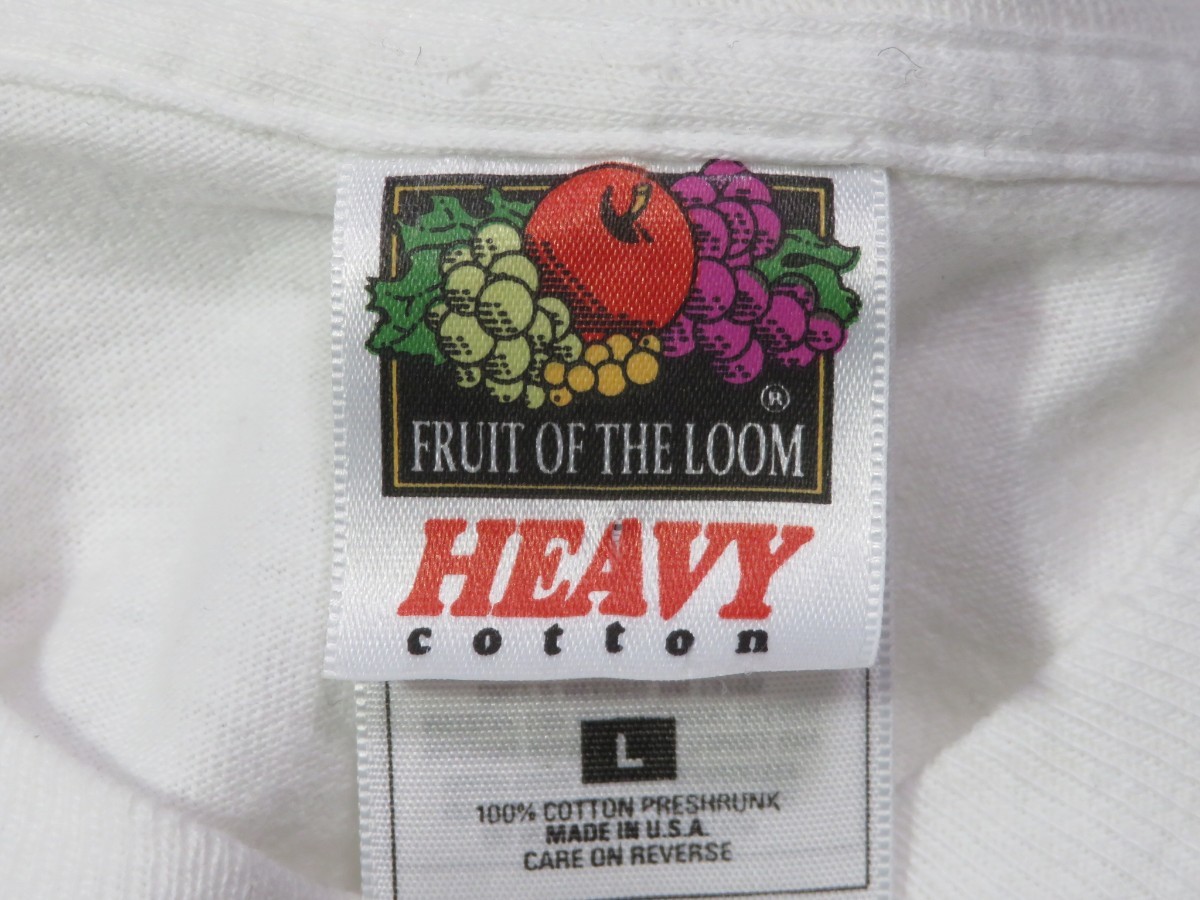 ®
FRUIT OF THE LOOM
HEAVY
cotton
L
100% COTTON PRESHRUNK
MADE IN U.S.A.
CARE ON REVERSE